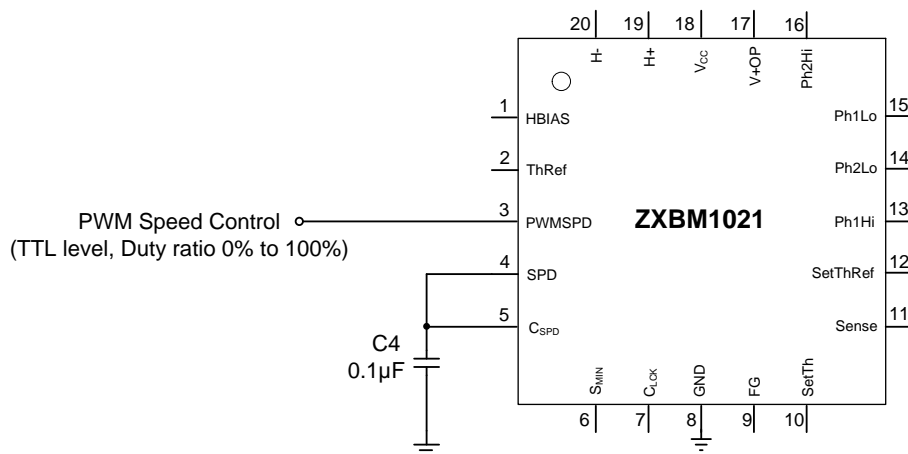 20 19 18 17 16
H- H+ VCC V+OP Ph2Hi
1 HBIAS
Ph1Lo 15
2 ThRef
Ph2Lo 14
PWM Speed Control
(TTL level, Duty ratio 0% to 100%)
3 PWMSPD
ZXBM1021
Ph1Hi 13
4 SPD
SetThRef 12
5 CSPD
Sense 11
C4
0.1µF
SMIN CLCK GND FG SetTh
6 7 8 9 10